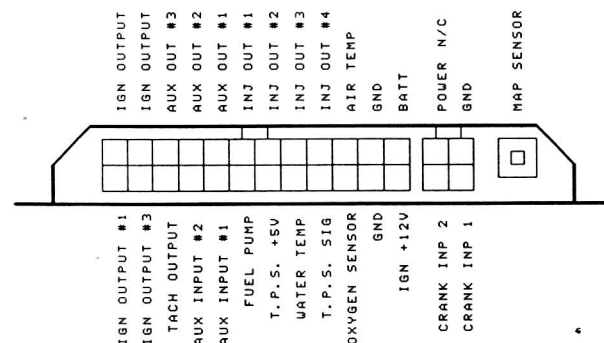 IGN OUTPUT
IGN OUTPUT
AUX OUT #3
AUX OUT #2
AUX OUT #1
INJ OUT #1
INJ OUT #2
INJ OUT #3
INJ OUT #4
AIR TEMP
GND
BATT
POWER N/C
GND
MAP SENSOR
IGN OUTPUT #1
IGN OUTPUT #3
TACH OUTPUT
AUX INPUT #2
AUX INPUT #1
FUEL PUMP
T.P.S. +5V
WATER TEMP
T.P.S. SIG
OXYGEN SENSOR
GND
IGN +12V
CRANK INP 2
CRANK INP 1